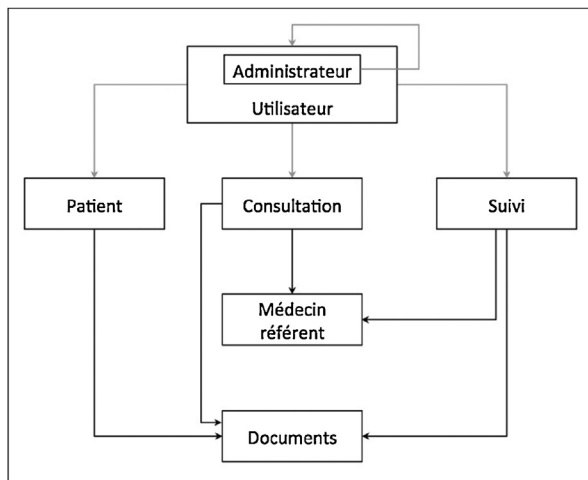 Administrateur
Utilisateur
Patient
Consultation
Suivi
Médecin
référent
Documents